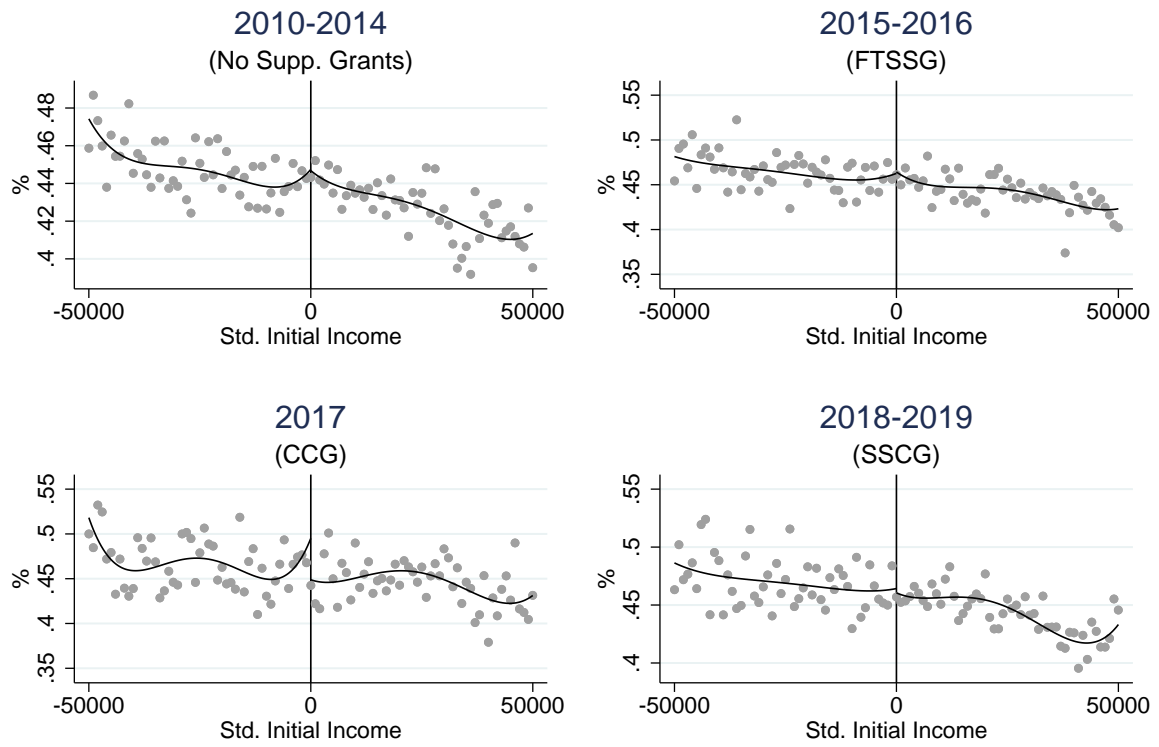 2010-2014
(No Supp. Grants)
%
.48
.46
.44
.42
.4
-50000 0 50000
Std. Initial Income
2015-2016
(FTSSG)
%
.55
.5
.45
.4
.35
-50000 0 50000
Std. Initial Income
2017
(CCG)
%
.55
.5
.45
.4
.35
-50000 0 50000
Std. Initial Income
2018-2019
(SSCG)
%
.55
.5
.45
.4
-50000 0 50000
Std. Initial Income